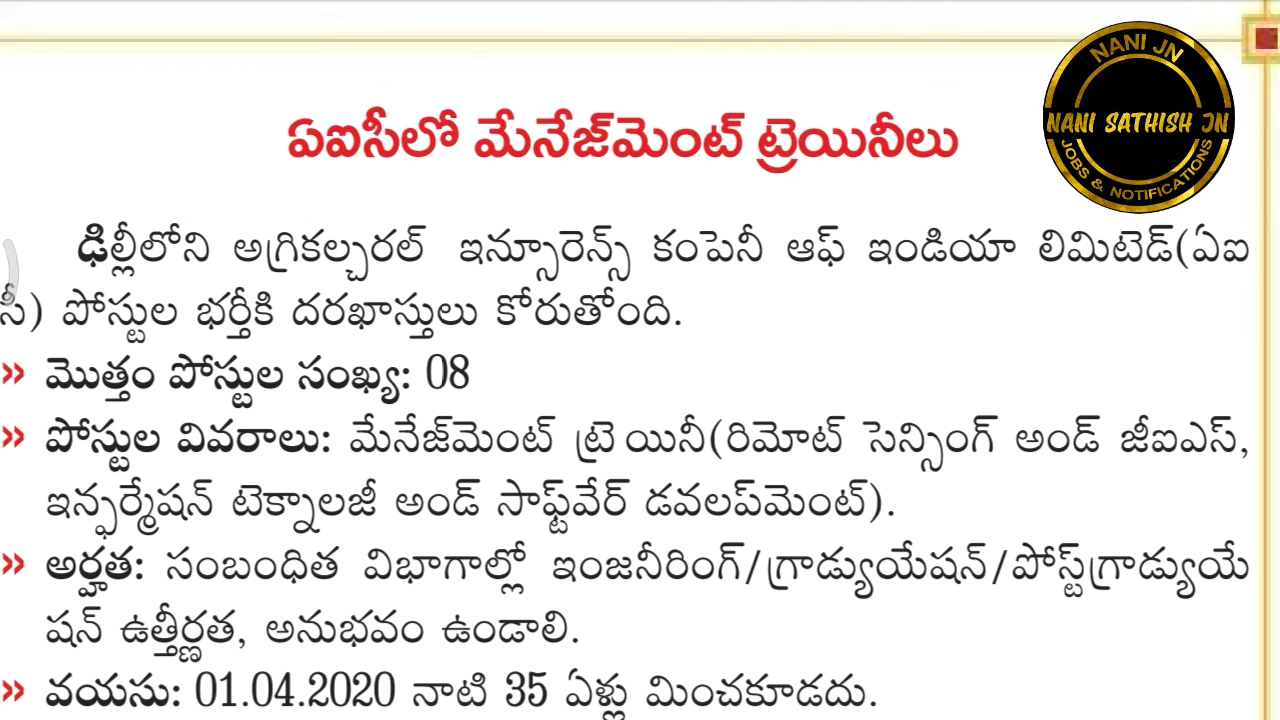 NANI JN
NANI SATHISH JN
JOBS & NOTIFICATIONS
ఏఐసీలో మేనేజ్‌మెంట్ ట్రెయినీలు
ఢిల్లీలోని అగ్రికల్చరల్ ఇన్సూరెన్స్ కంపెనీ ఆఫ్ ఇండియా లిమిటెడ్(ఏఐ
సీ) పోస్టుల భర్తీకి దరఖాస్తులు కోరుతోంది.
» మొత్తం పోస్టుల సంఖ్య: 08
» పోస్టుల వివరాలు: మేనేజ్‌మెంట్ ట్రెయినీ(రిమోట్ సెన్సింగ్ అండ్ జీఐఎస్,
ఇన్ఫర్మేషన్ టెక్నాలజీ అండ్ సాఫ్ట్‌వేర్ డవలప్‌మెంట్).
» అర్హత: సంబంధిత విభాగాల్లో ఇంజనీరింగ్/గ్రాడ్యుయేషన్/పోస్ట్‌గ్రాడ్యుయే
షన్ ఉత్తీర్ణత, అనుభవం ఉండాలి.
» వయసు: 01.04.2020 నాటి 35 ఏళ్లు మించకూడదు.